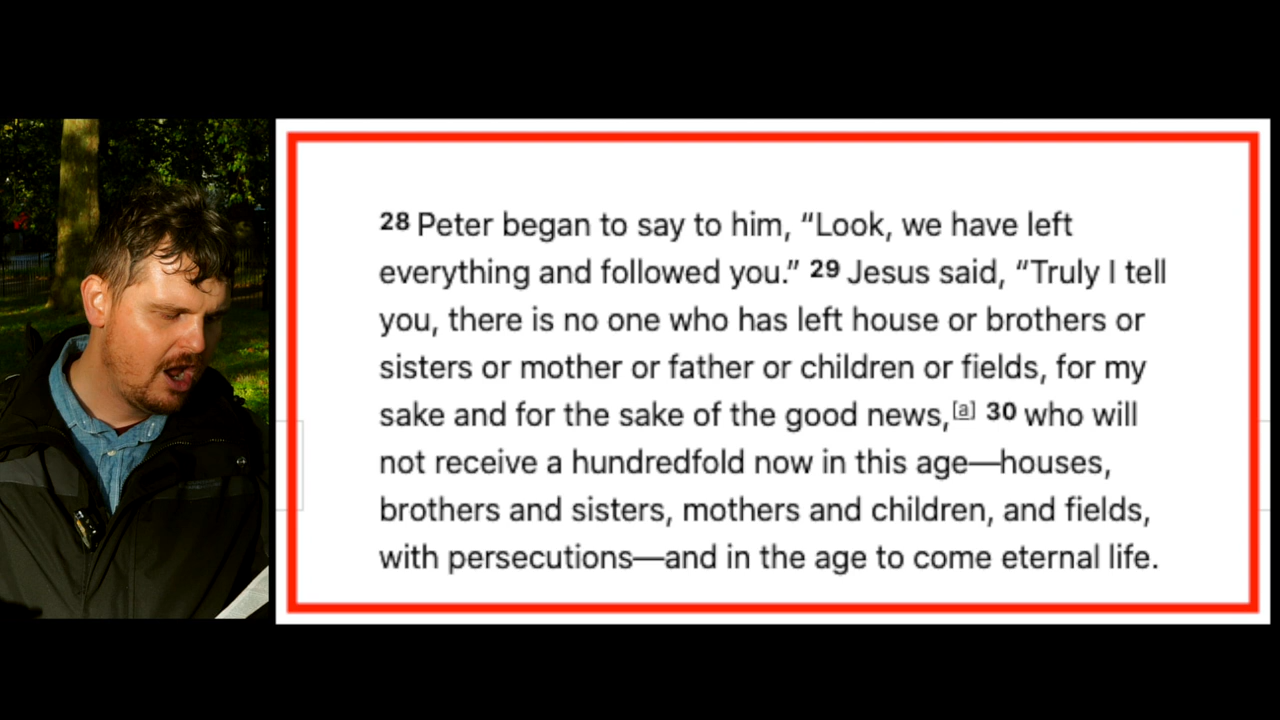 28 Peter began to say to him, “Look, we have left
everything and followed you.” 29 Jesus said, “Truly I tell
you, there is no one who has left house or brothers or
sisters or mother or father or children or fields, for my
sake and for the sake of the good news,[a] 30 who will
not receive a hundredfold now in this age—houses,
brothers and sisters, mothers and children, and fields,
with persecutions—and in the age to come eternal life.